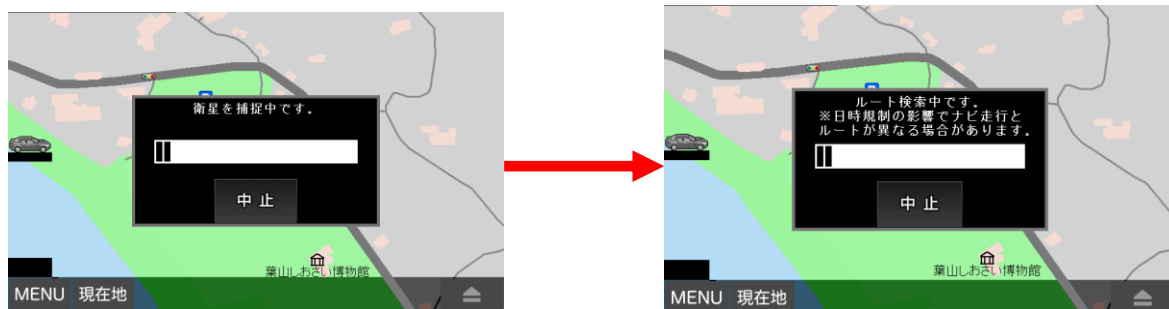 衛星を捕捉中です。
中止
葉山しおさい博物館
MENU 現在地
ルート検索中です。
※日時規制の影響でナビ走行と
ルートが異なる場合があります。
中止
葉山しおさい博物館
MENU 現在地